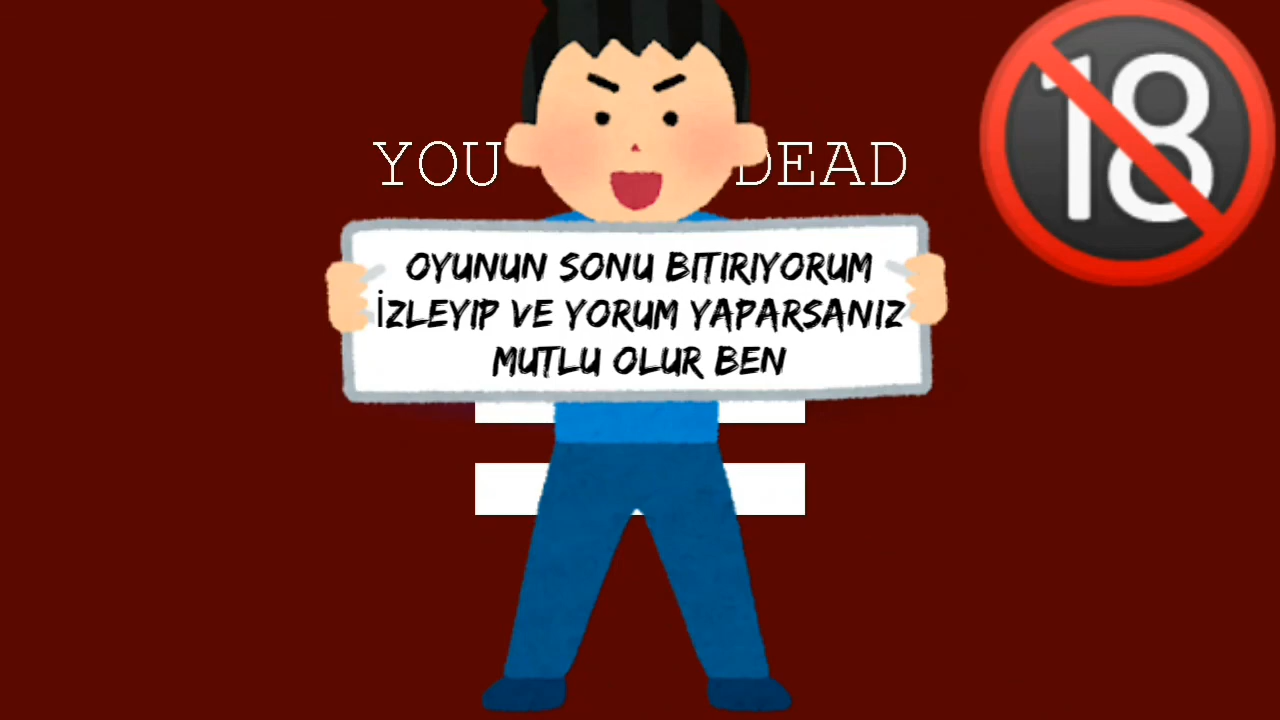 YOU DEAD
18
OYUNUN SONU BITIRIYORUM
İZLEYIP VE YORUM YAPARSANIZ
MUTLU OLUR BEN